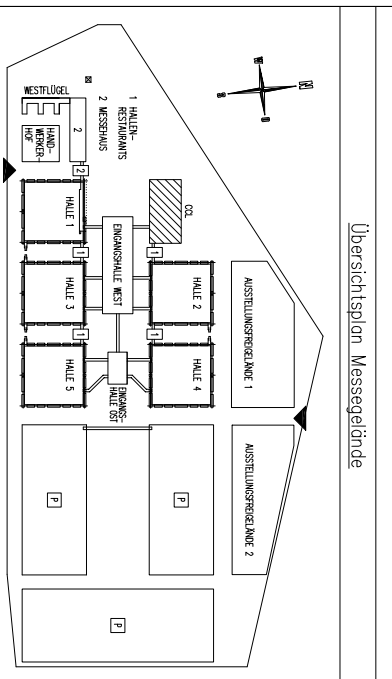 Übersichtsplan Messegelände
N
W
O
S
AUSSTELLUNGSFREIGELÄNDE 1
AUSSTELLUNGSFREIGELÄNDE 2
CCL
HALLE 2
HALLE 4
P
1
1
EINGANGSHALLE WEST
EINGANGS-
HALLE OST
1 HALLEN-
RESTAURANTS
2 MESSEHAUS
2
2
HALLE 1
1
HALLE 3
1
HALLE 5
P
P
WESTFLÜGEL
HAND-
WERKER-
HOF